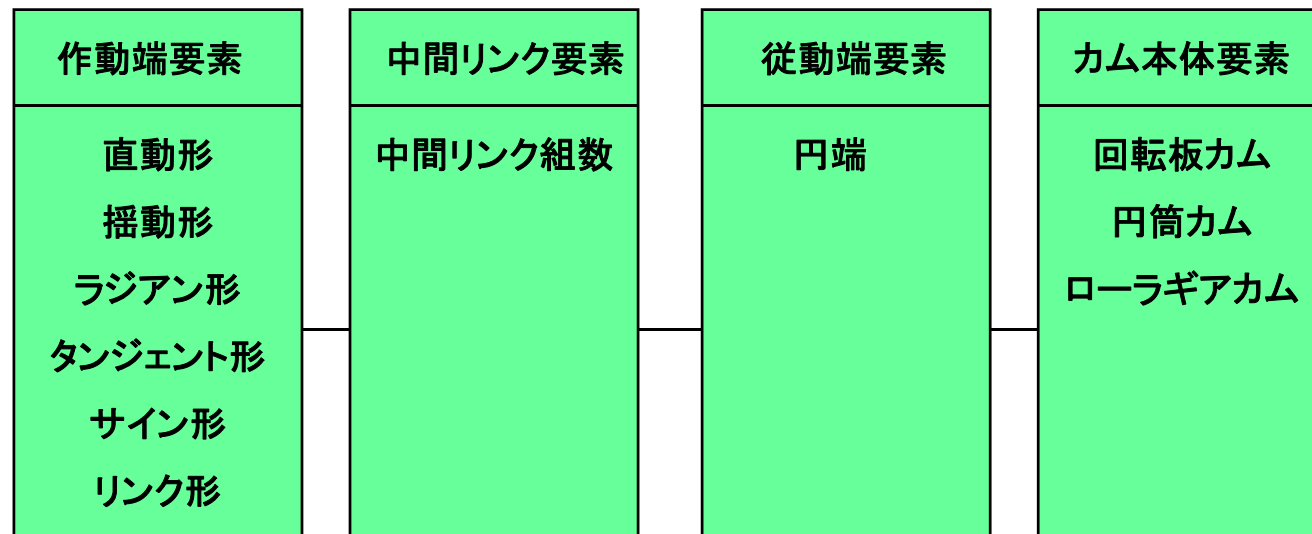 作動端要素
直動形
揺動形
ラジアン形
タンジェント形
サイン形
リンク形
中間リンク要素
中間リンク組数
従動端要素
円端
カム本体要素
回転板カム
円筒カム
ローラギアカム